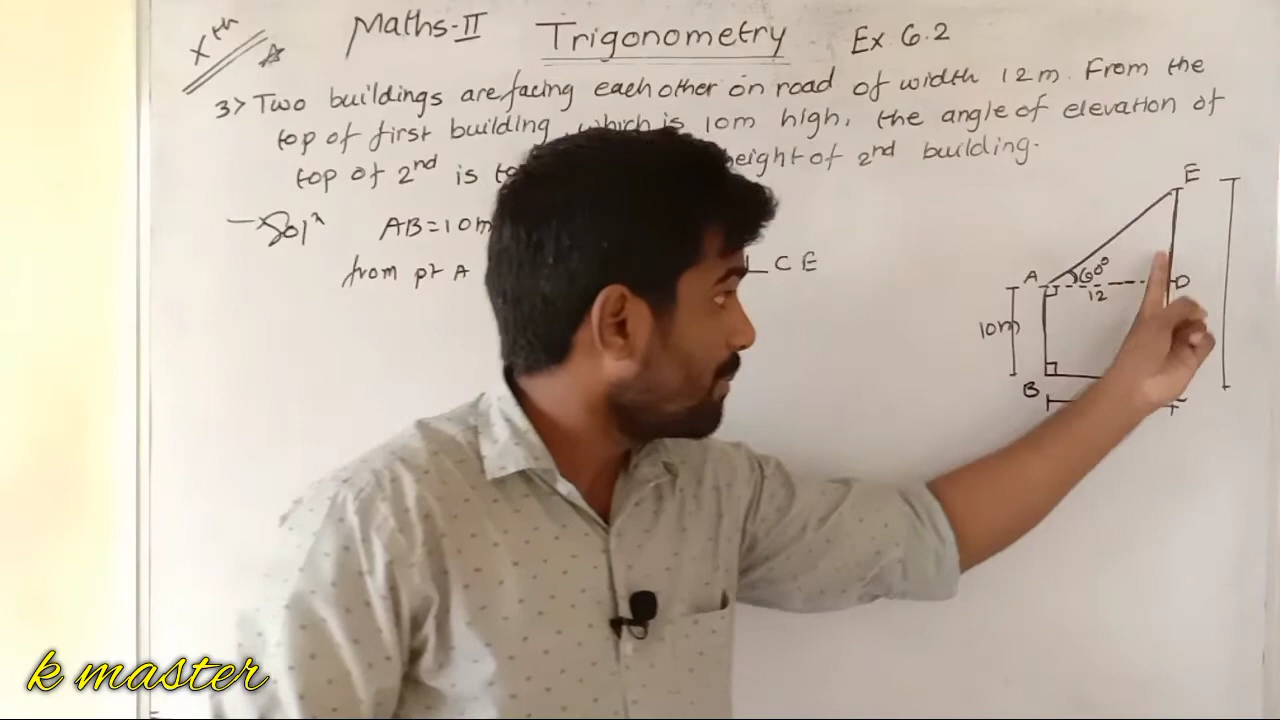 Xth
A
Maths-II
Trigonometry
Ex 6.2
3> Two buildings are facing each other on road of width 12m. From the
top of first building, which is 10m high, the angle of elevation of
top of 2nd is height of 2nd building.
Solⁿ AB=10m
from pt A CE
E
A 60° D
12
10m
B
k master